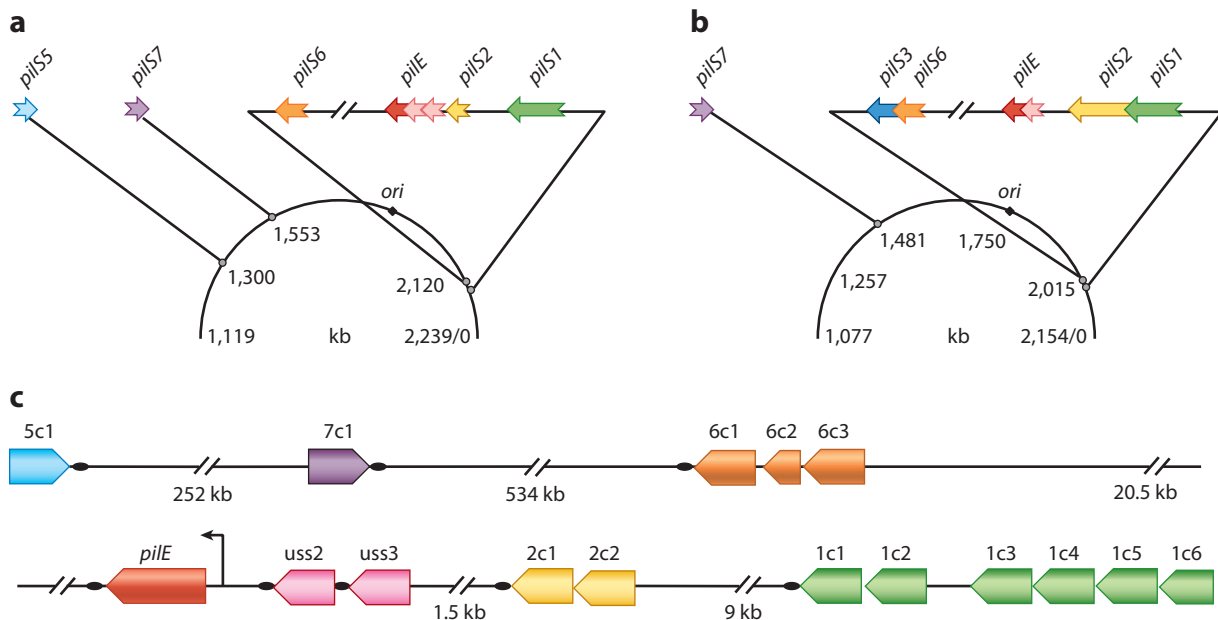 a
pilS5
pilS7
pilS6
pilE
pilS2
pilS1
ori
1,553
1,300
2,120
1,119
kb
2,239/0
b
pilS7
pilS3
pilS6
pilE
pilS2
pilS1
ori
1,481
1,750
1,257
2,015
1,077
kb
2,154/0
c
5c1
7c1
6c1
6c2
6c3
252 kb
534 kb
20.5 kb
pilE
uss2
uss3
2c1
2c2
1c1
1c2
1c3
1c4
1c5
1c6
1.5 kb
9 kb